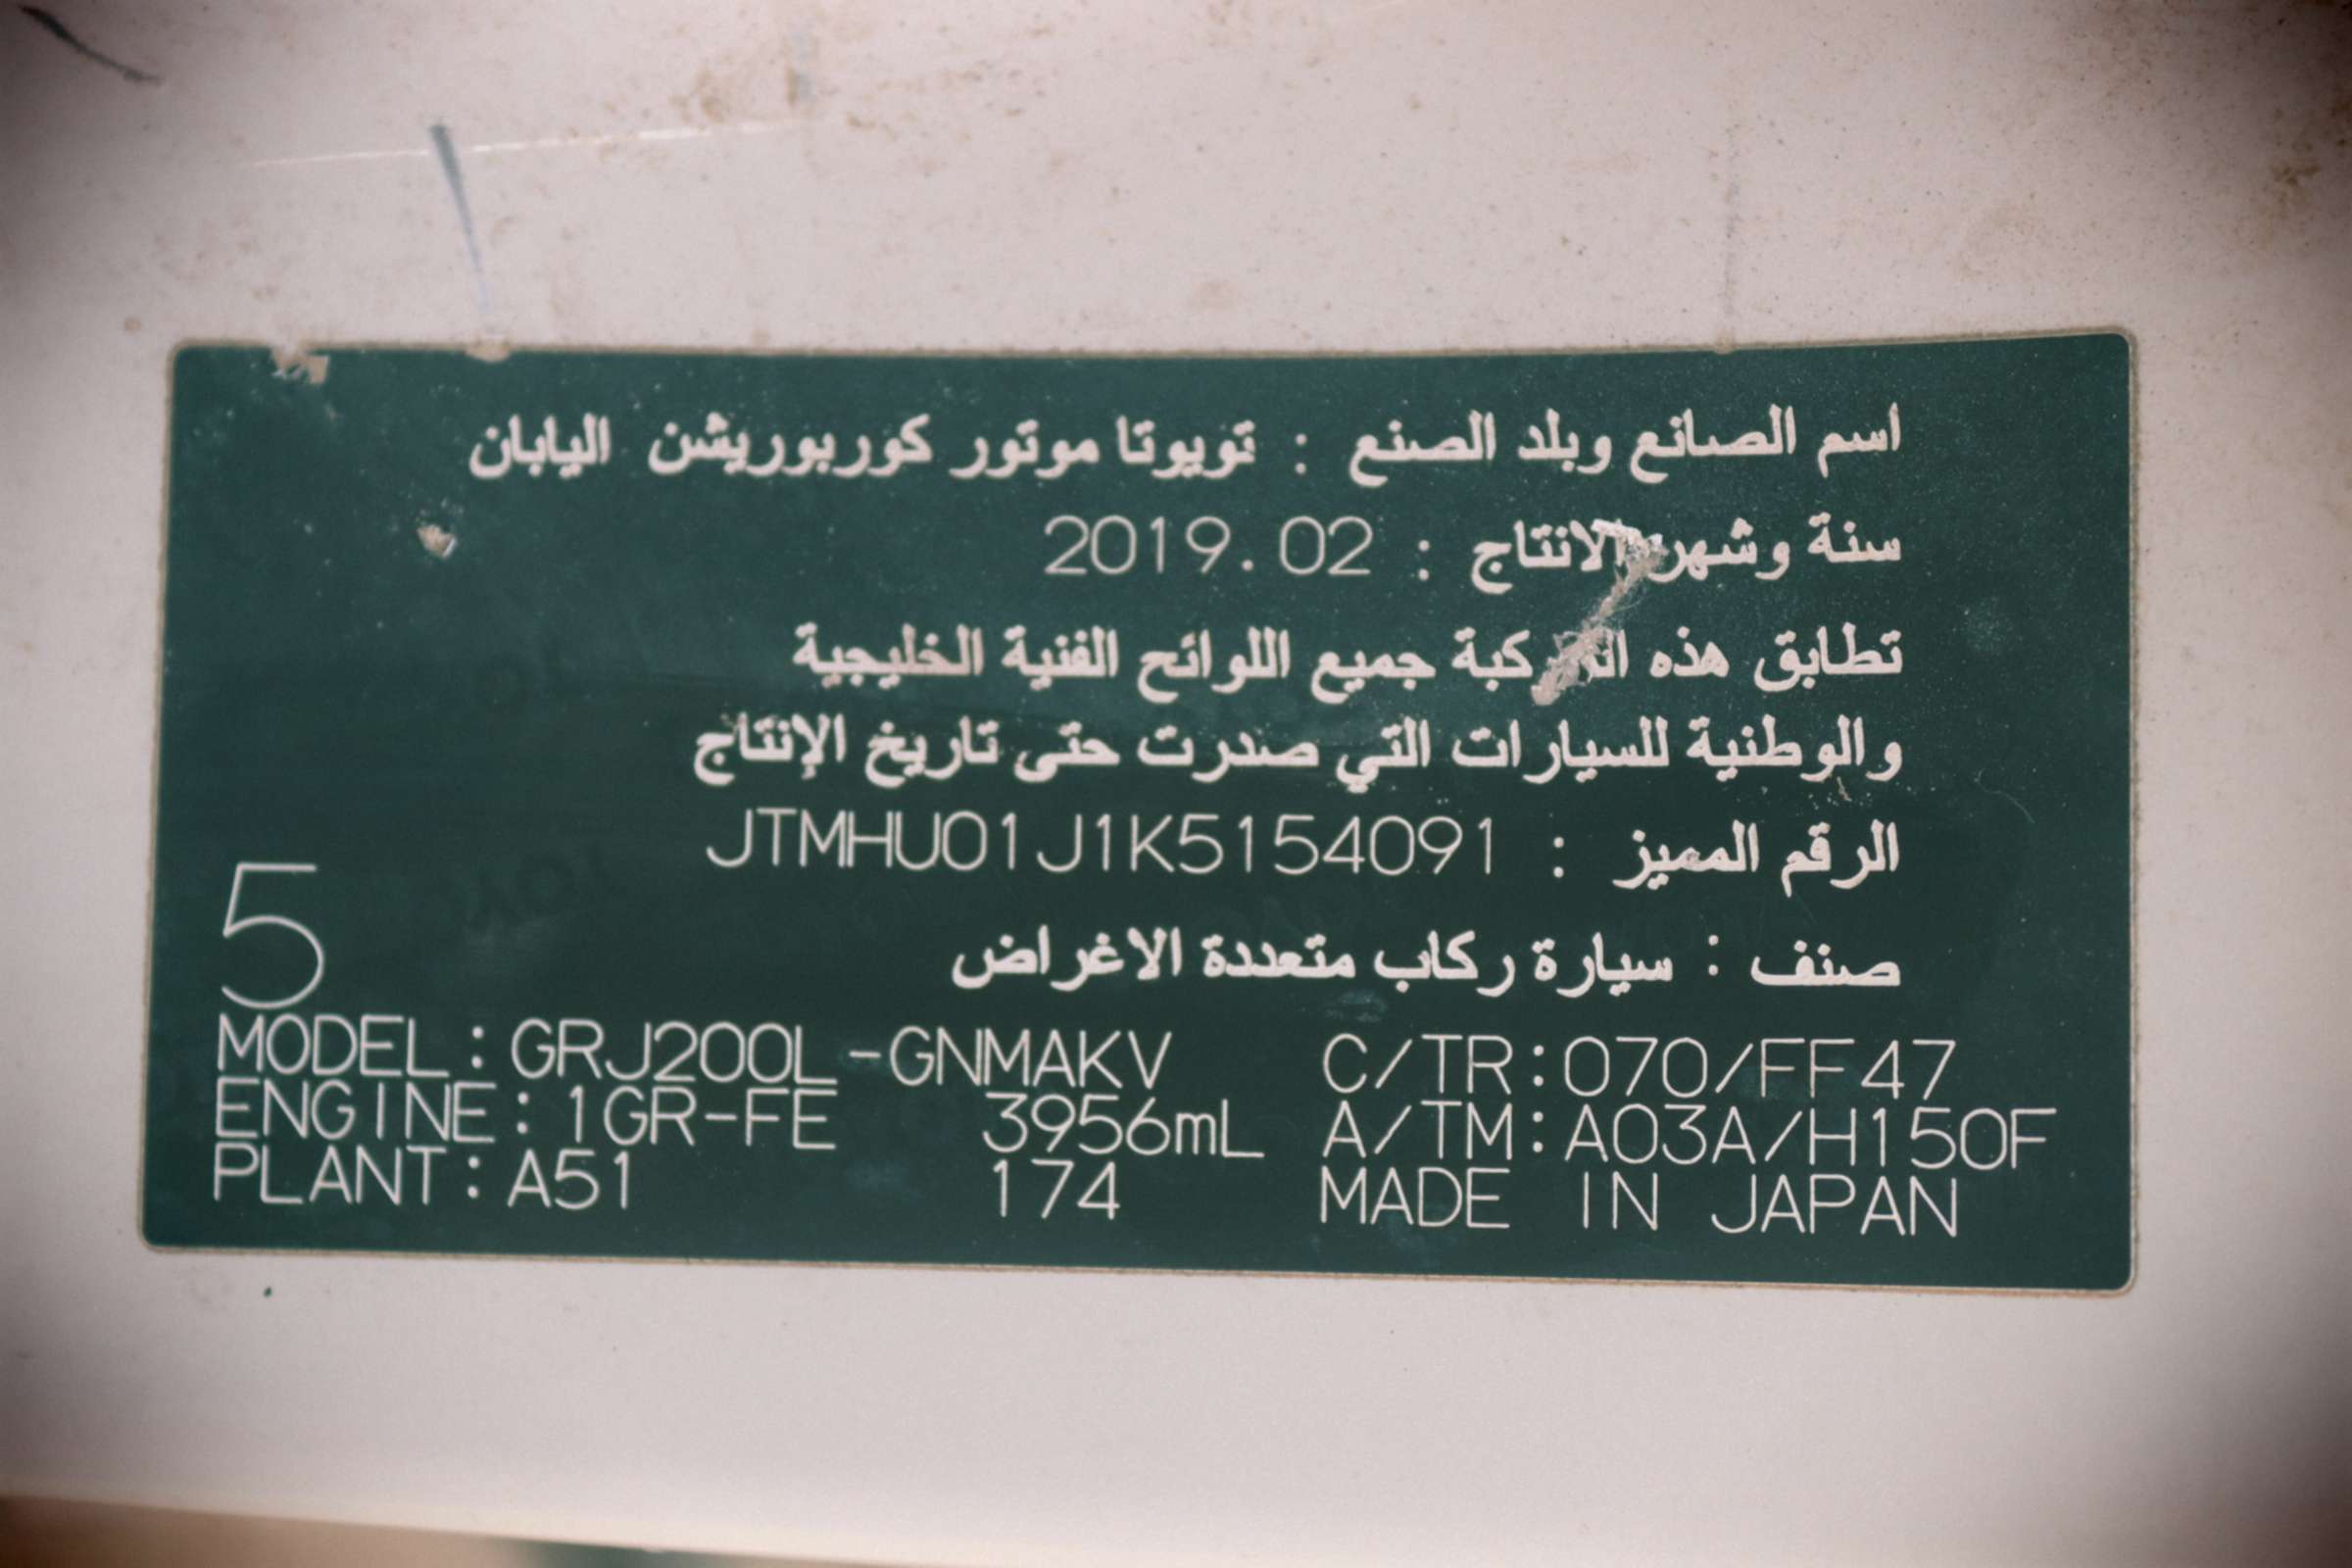 اسم الصانع وبلد الصنع : تويوتا موتور كوربوريشن اليابان
سنة وشهر الانتاج : 2019.02
تطابق هذه المركبة جميع اللوائح الفنية الخليجية
والوطنية للسيارات التي صدرت حتى تاريخ الإنتاج
الرقم المميز : JTMHU01J1K5154091
صنف : سيارة ركاب متعددة الاغراض
5
MODEL: GRJ200L-GNMAKV C/TR:070/FF47
ENGINE: 1GR-FE 3956mL A/TM:A03A/H150F
PLANT: A51 174 MADE IN JAPAN